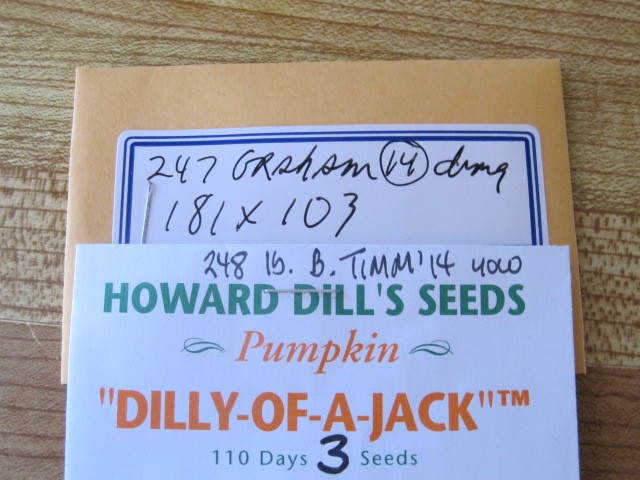 247 GRAham 14 dmg
181 x 103
248 lb. B. TIMM '14 UOW
HOWARD DILL'S SEEDS
Pumpkin
"DILLY-OF-A-JACK"™
110 Days 3 Seeds